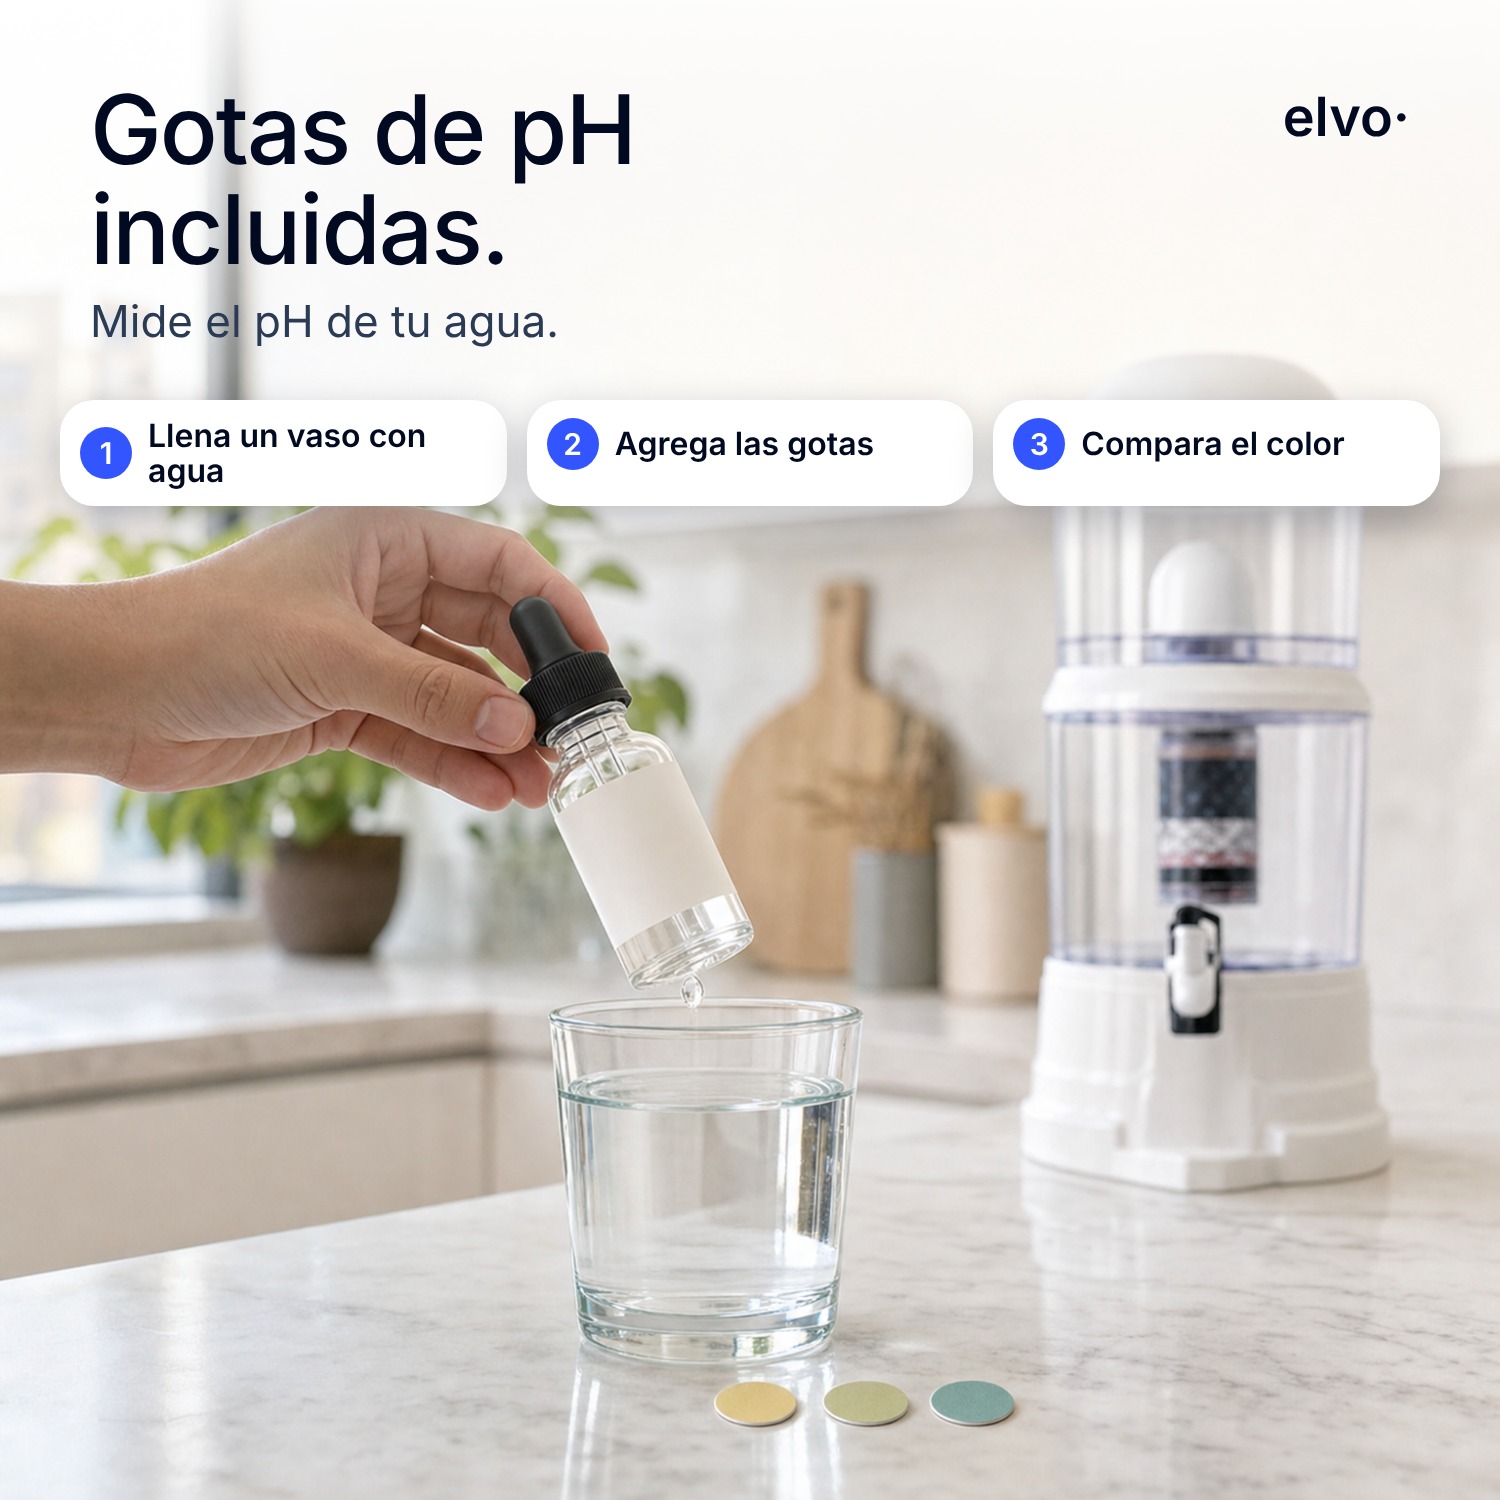 Gotas de pH
incluidas.
elvo·
Mide el pH de tu agua.
1 Llena un vaso con
agua
2 Agrega las gotas
3 Compara el color